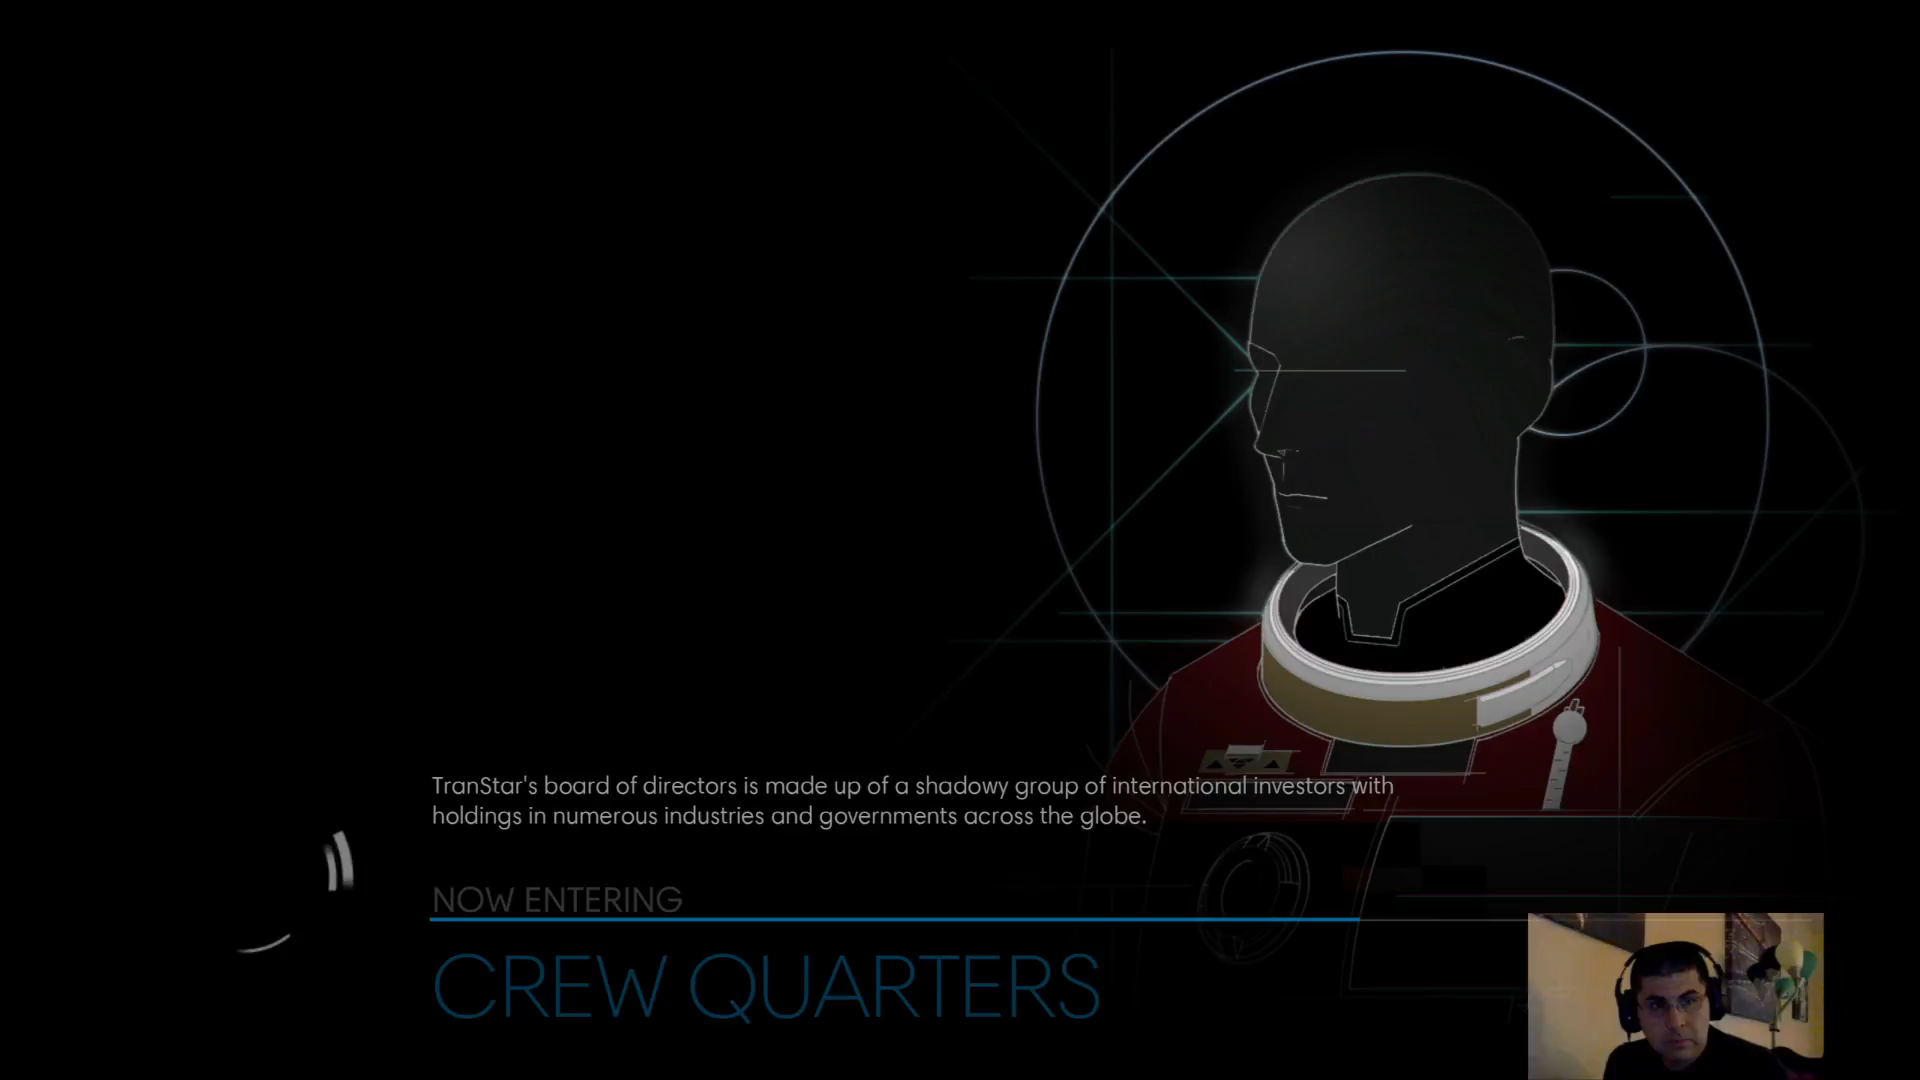 TranStar's board of directors is made up of a shadowy group of international investors with
holdings in numerous industries and governments across the globe.
NOW ENTERING
CREW QUARTERS